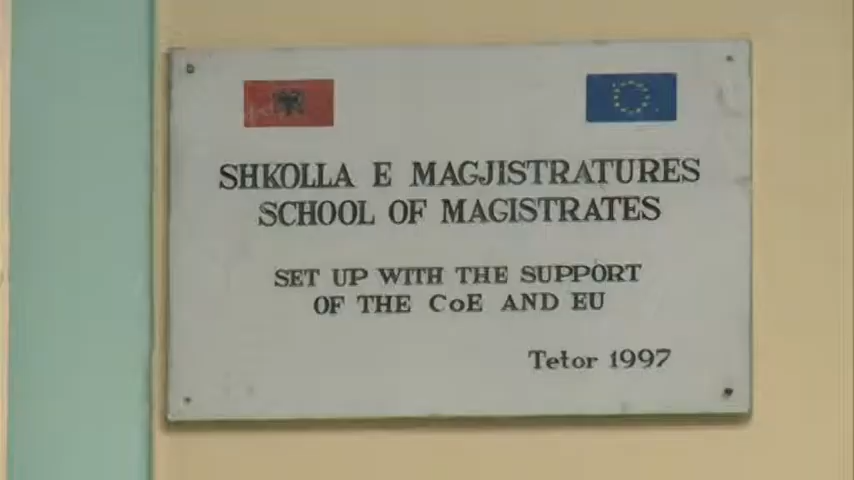 SHKOLLA E MAGJISTRATURES
SCHOOL OF MAGISTRATES
SET UP WITH THE SUPPORT
OF THE CoE AND EU
Tetor 1997